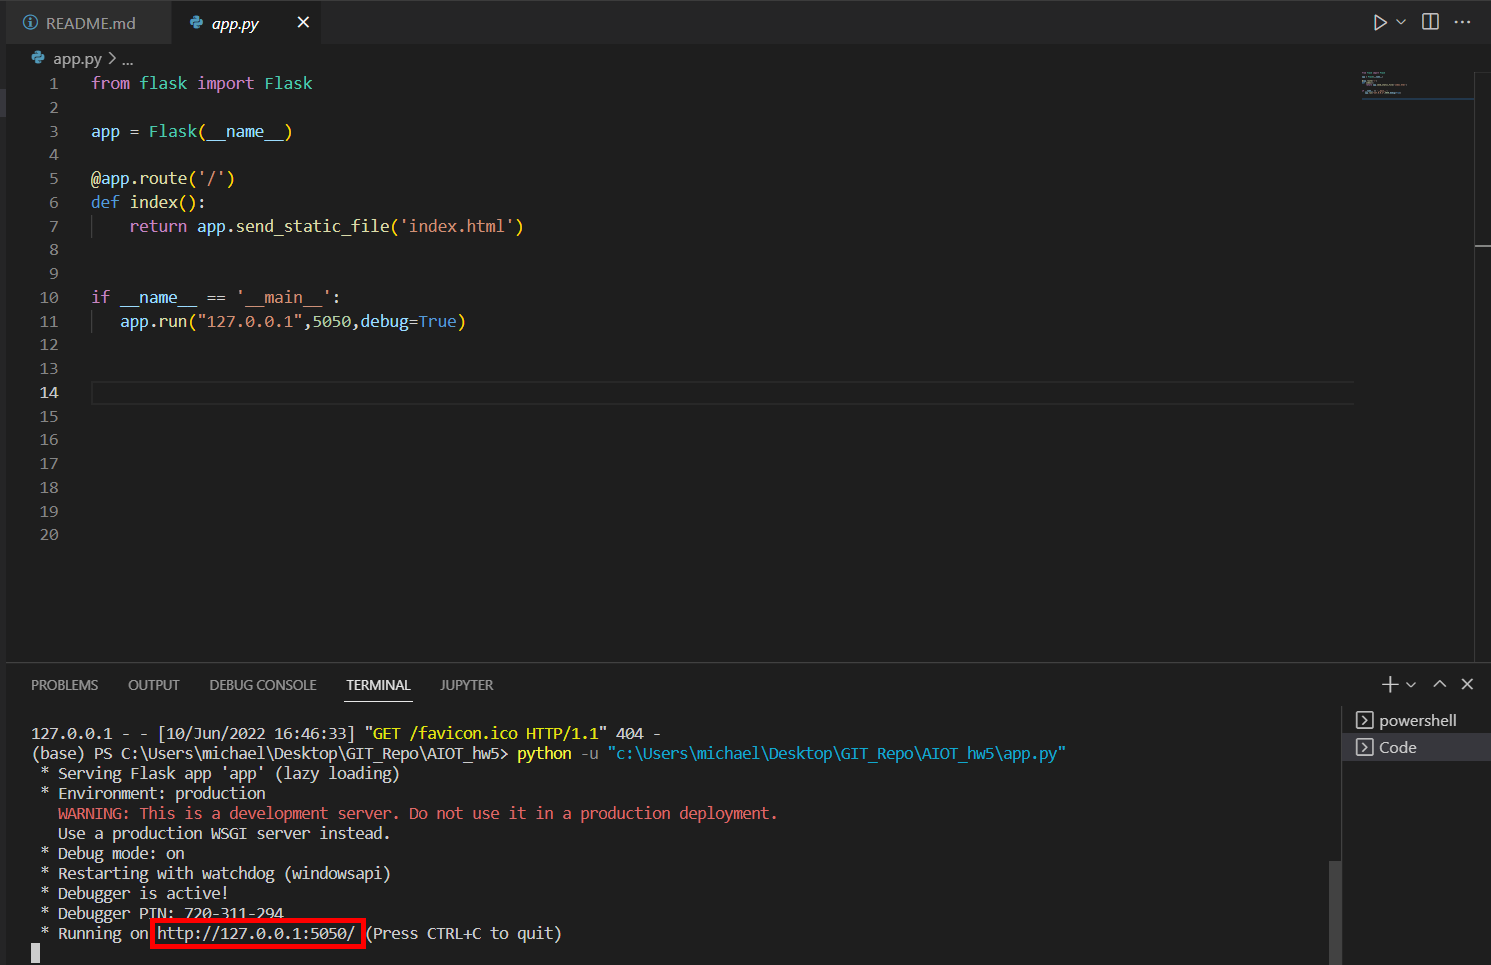 README.md
app.py
app.py > ...
1 from flask import Flask
2
3 app = Flask(__name__)
4
5 @app.route('/')
6 def index():
7     return app.send_static_file('index.html')
8
9
10 if __name__ == '__main__':
11    app.run("127.0.0.1",5050,debug=True)
12
13
14
15
16
17
18
19
20
PROBLEMS OUTPUT DEBUG CONSOLE TERMINAL JUPYTER
127.0.0.1 - - [10/Jun/2022 16:46:33] "GET /favicon.ico HTTP/1.1" 404 -
(base) PS C:\Users\michael\Desktop\GIT_Repo\AIOT_hw5> python -u "c:\Users\michael\Desktop\GIT_Repo\AIOT_hw5\app.py"
* Serving Flask app 'app' (lazy loading)
* Environment: production
WARNING: This is a development server. Do not use it in a production deployment.
Use a production WSGI server instead.
* Debug mode: on
* Restarting with watchdog (windowsapi)
* Debugger is active!
* Debugger PIN: 720-311-294
* Running on http://127.0.0.1:5050/ (Press CTRL+C to quit)
powershell
Code